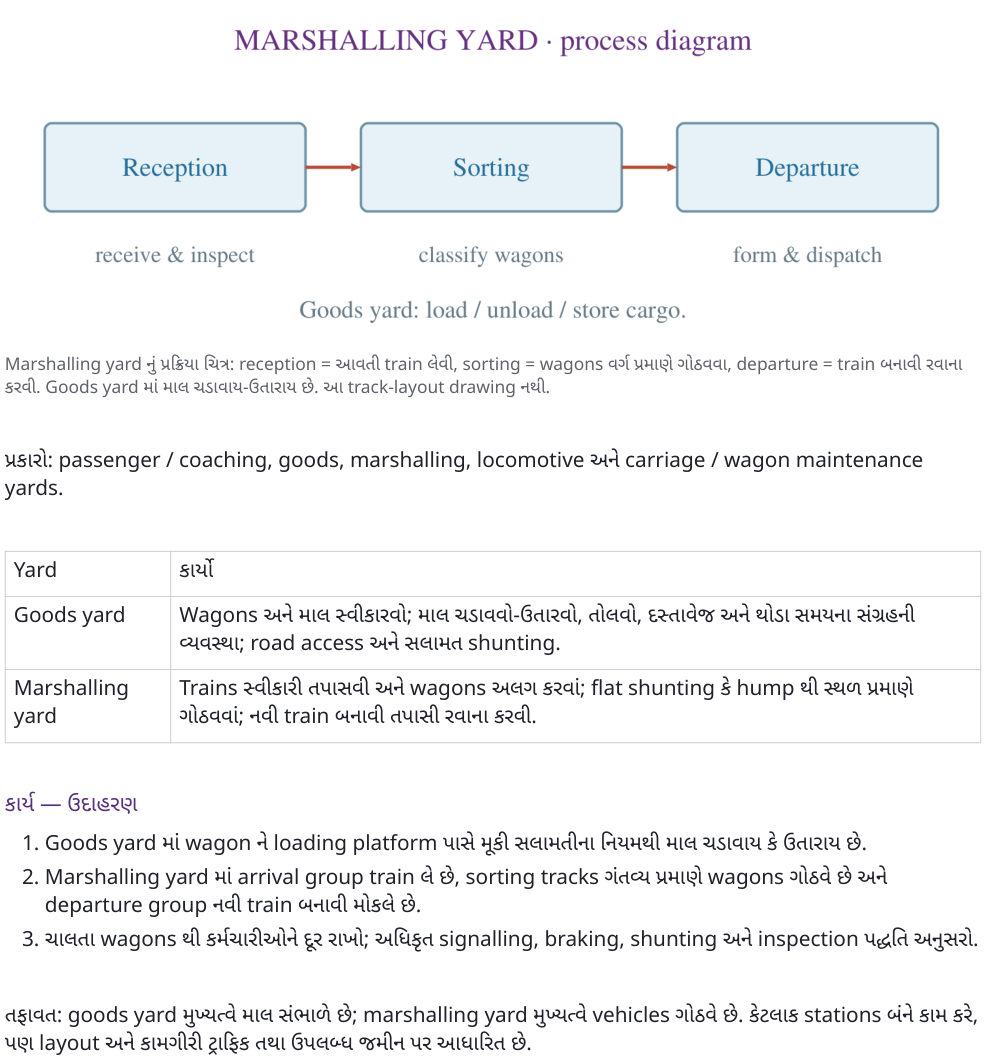 MARSHALLING YARD · process diagram
Reception
Sorting
Departure
receive & inspect
classify wagons
form & dispatch
Goods yard: load / unload / store cargo.
Marshalling yard નું પ્રક્રિયા ચિત્ર: reception = આવતી train લેવી, sorting = wagons વર્ગ પ્રમાણે ગોઠવવા, departure = train બનાવી રવાના
કરવી. Goods yard માં માલ ચડાવાય-ઉતારાય છે. આ track-layout drawing નથી.
પ્રકારો: passenger / coaching, goods, marshalling, locomotive અને carriage / wagon maintenance
yards.
Yard
કાર્યો
Goods yard
Wagons અને માલ સ્વીકારવો; માલ ચડાવવો-ઉતારવો, તોલવો, દસ્તાવેજ અને થોડા સમયના સંગ્રહની
વ્યવસ્થા; road access અને સલામત shunting.
Marshalling
yard
Trains સ્વીકારી તપાસવી અને wagons અલગ કરવાં; flat shunting કે hump થી સ્થળ પ્રમાણે
ગોઠવવાં; નવી train બનાવી તપાસી રવાના કરવી.
કાર્ય — ઉદાહરણ
1. Goods yard માં wagon ને loading platform પાસે મૂકી સલામતીના નિયમથી માલ ચડાવાય કે ઉતારાય છે.
2. Marshalling yard માં arrival group train લે છે, sorting tracks ગંતવ્ય પ્રમાણે wagons ગોઠવે છે અને
departure group નવી train બનાવી મોકલે છે.
3. ચાલતા wagons થી કર્મચારીઓને દૂર રાખો; અધિકૃત signalling, braking, shunting અને inspection પદ્ધતિ અનુસરો.
તફાવત: goods yard મુખ્યત્વે માલ સંભાળે છે; marshalling yard મુખ્યત્વે vehicles ગોઠવે છે. કેટલાક stations બંને કામ કરે,
પણ layout અને કામગીરી ટ્રાફિક તથા ઉપલબ્ધ જમીન પર આધારિત છે.